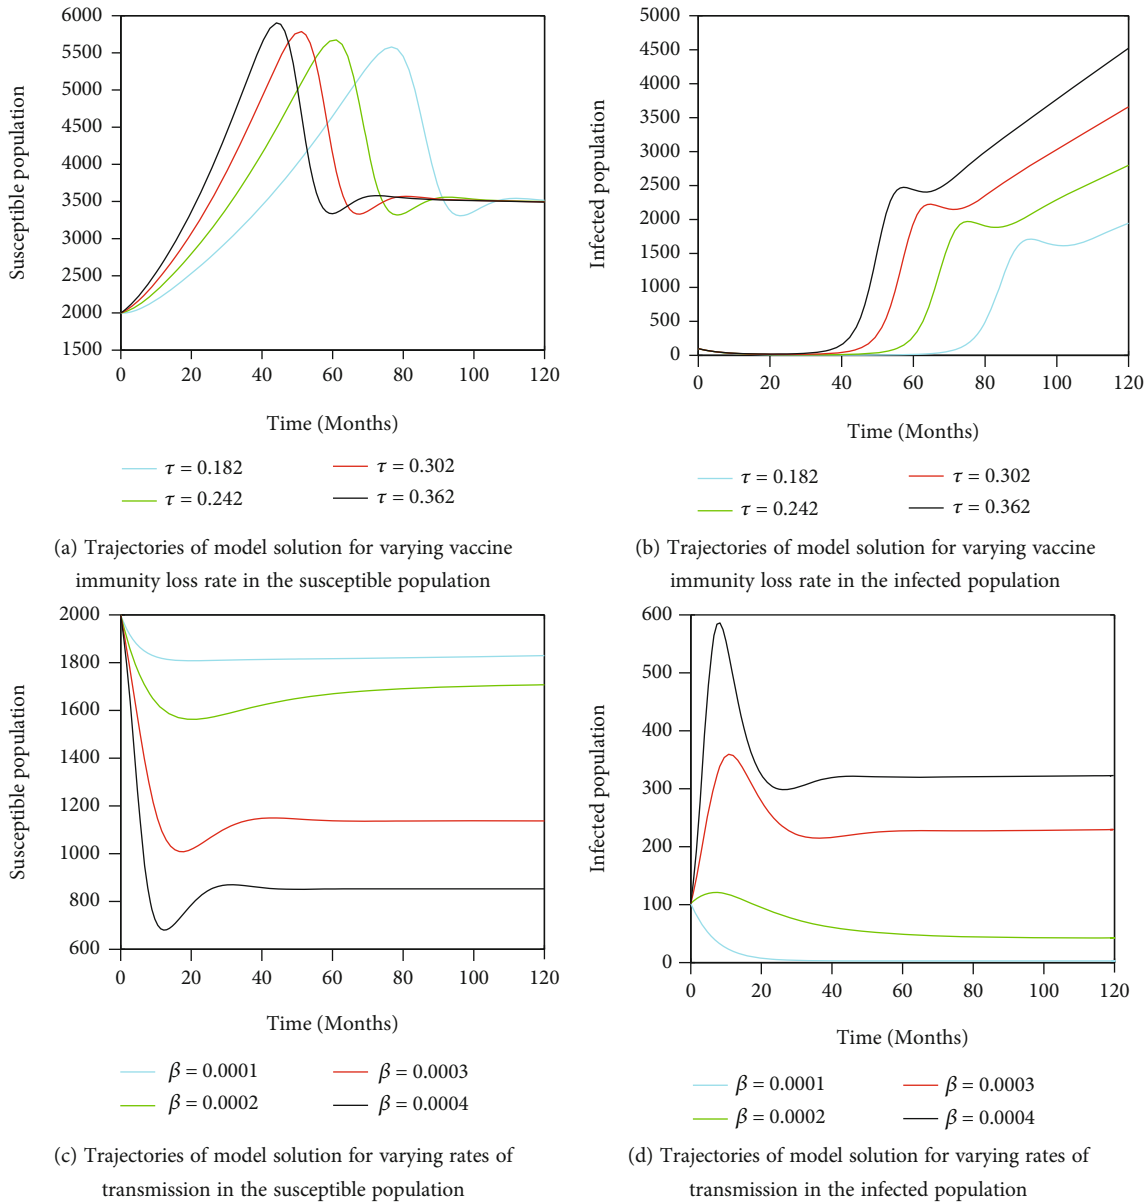 Susceptible population
6000
5500
5000
4500
4000
3500
3000
2500
2000
1500
0 20 40 60 80 100 120
Time (Months)
τ = 0.182 τ = 0.302
τ = 0.242 τ = 0.362
(a) Trajectories of model solution for varying vaccine
immunity loss rate in the susceptible population
Infected population
5000
4500
4000
3500
3000
2500
2000
1500
1000
500
0
0 20 40 60 80 100 120
Time (Months)
τ = 0.182 τ = 0.302
τ = 0.242 τ = 0.362
(b) Trajectories of model solution for varying vaccine
immunity loss rate in the infected population
Susceptible population
2000
1800
1600
1400
1200
1000
800
600
0 20 40 60 80 100 120
Time (Months)
β = 0.0001 β = 0.0003
β = 0.0002 β = 0.0004
(c) Trajectories of model solution for varying rates of
transmission in the susceptible population
Infected population
600
500
400
300
200
100
0
0 20 40 60 80 100 120
Time (Months)
β = 0.0001 β = 0.0003
β = 0.0002 β = 0.0004
(d) Trajectories of model solution for varying rates of
transmission in the infected population